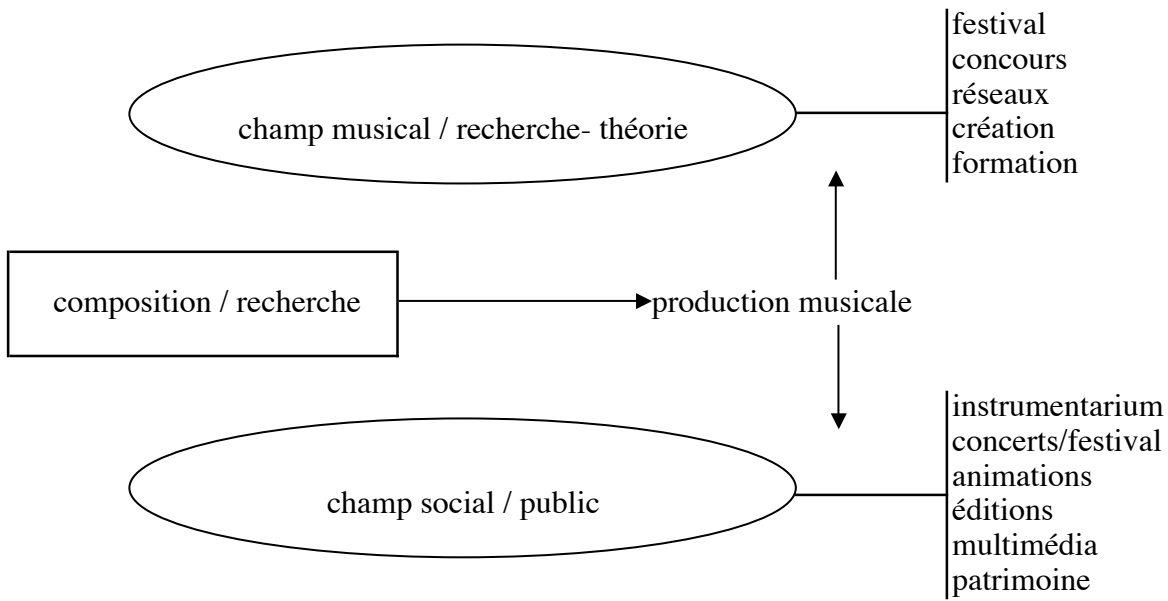 festival
concours
réseaux
création
formation
champ musical / recherche- théorie
composition / recherche
production musicale
champ social / public
instrumentarium
concerts/festival
animations
éditions
multimédia
patrimoine